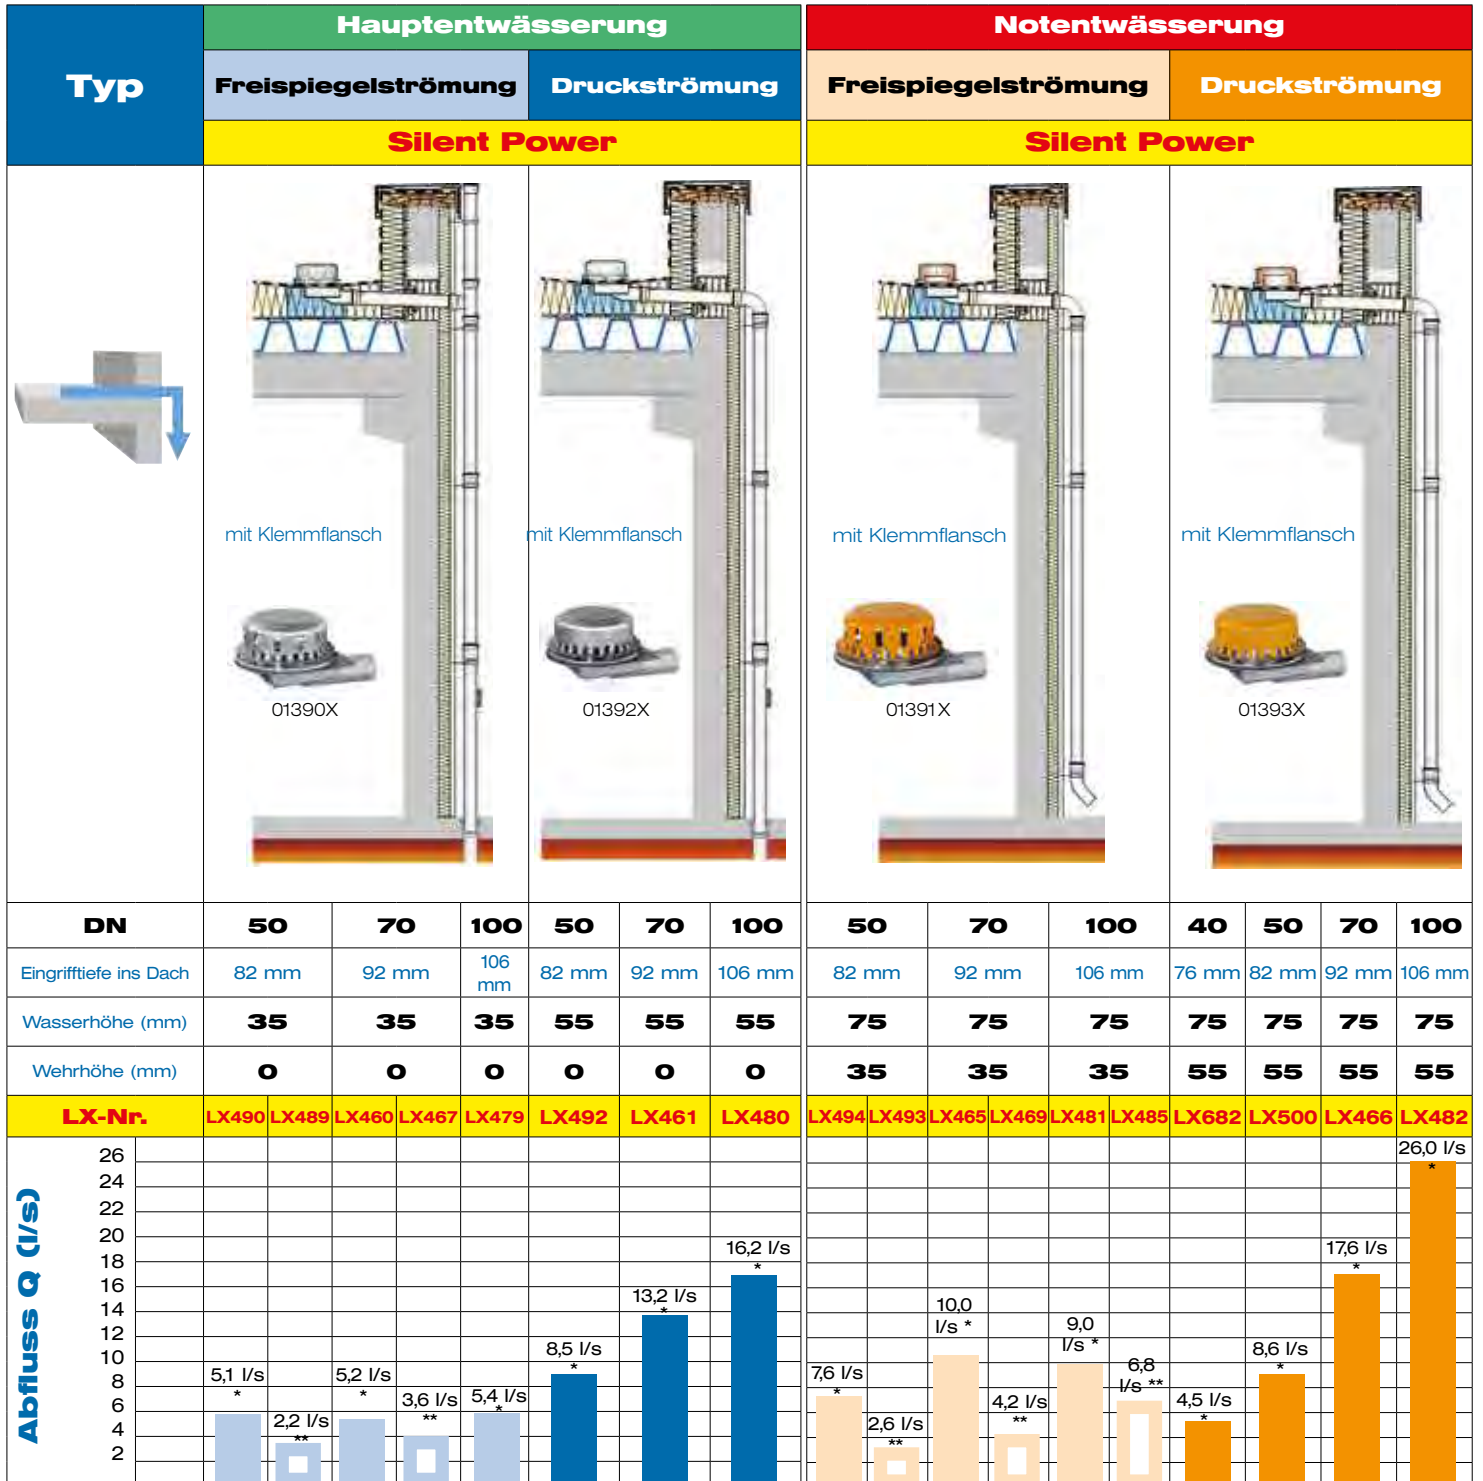 Typ
Hauptentwässerung
Notentwässerung
Freispiegelströmung
Druckströmung
Freispiegelströmung
Druckströmung
Silent Power
Silent Power
mit Klemmflansch
mit Klemmflansch
mit Klemmflansch
mit Klemmflansch
01390X
01392X
01391X
01393X
DN 50 70 100 50 70 100 50 70 100 40 50 70 100
Eingrifftiefe ins Dach 82 mm 92 mm 106 mm 82 mm 92 mm 106 mm 82 mm 92 mm 106 mm 76 mm 82 mm 92 mm 106 mm
Wasserhöhe (mm) 35 35 35 55 55 55 75 75 75 75 75 75 75
Wehrhöhe (mm) 0 0 0 0 0 0 35 35 35 55 55 55 55
LX-Nr. LX490 LX489 LX460 LX467 LX479 LX492 LX461 LX480 LX494 LX493 LX465 LX469 LX481 LX485 LX682 LX500 LX466 LX482
Abfluss Q (l/s)
26
24
22
20
18
16
14
12
10
8
6
4
2
5,1 l/s
*
2,2 l/s
**
5,2 l/s
*
3,6 l/s
**
5,4 l/s
*
8,5 l/s
*
13,2 l/s
*
16,2 l/s
*
7,6 l/s
*
2,6 l/s
**
10,0
l/s *
4,2 l/s
**
9,0
l/s *
6,8
l/s **
4,5 l/s
*
8,6 l/s
*
17,6 l/s
*
26,0 l/s
*